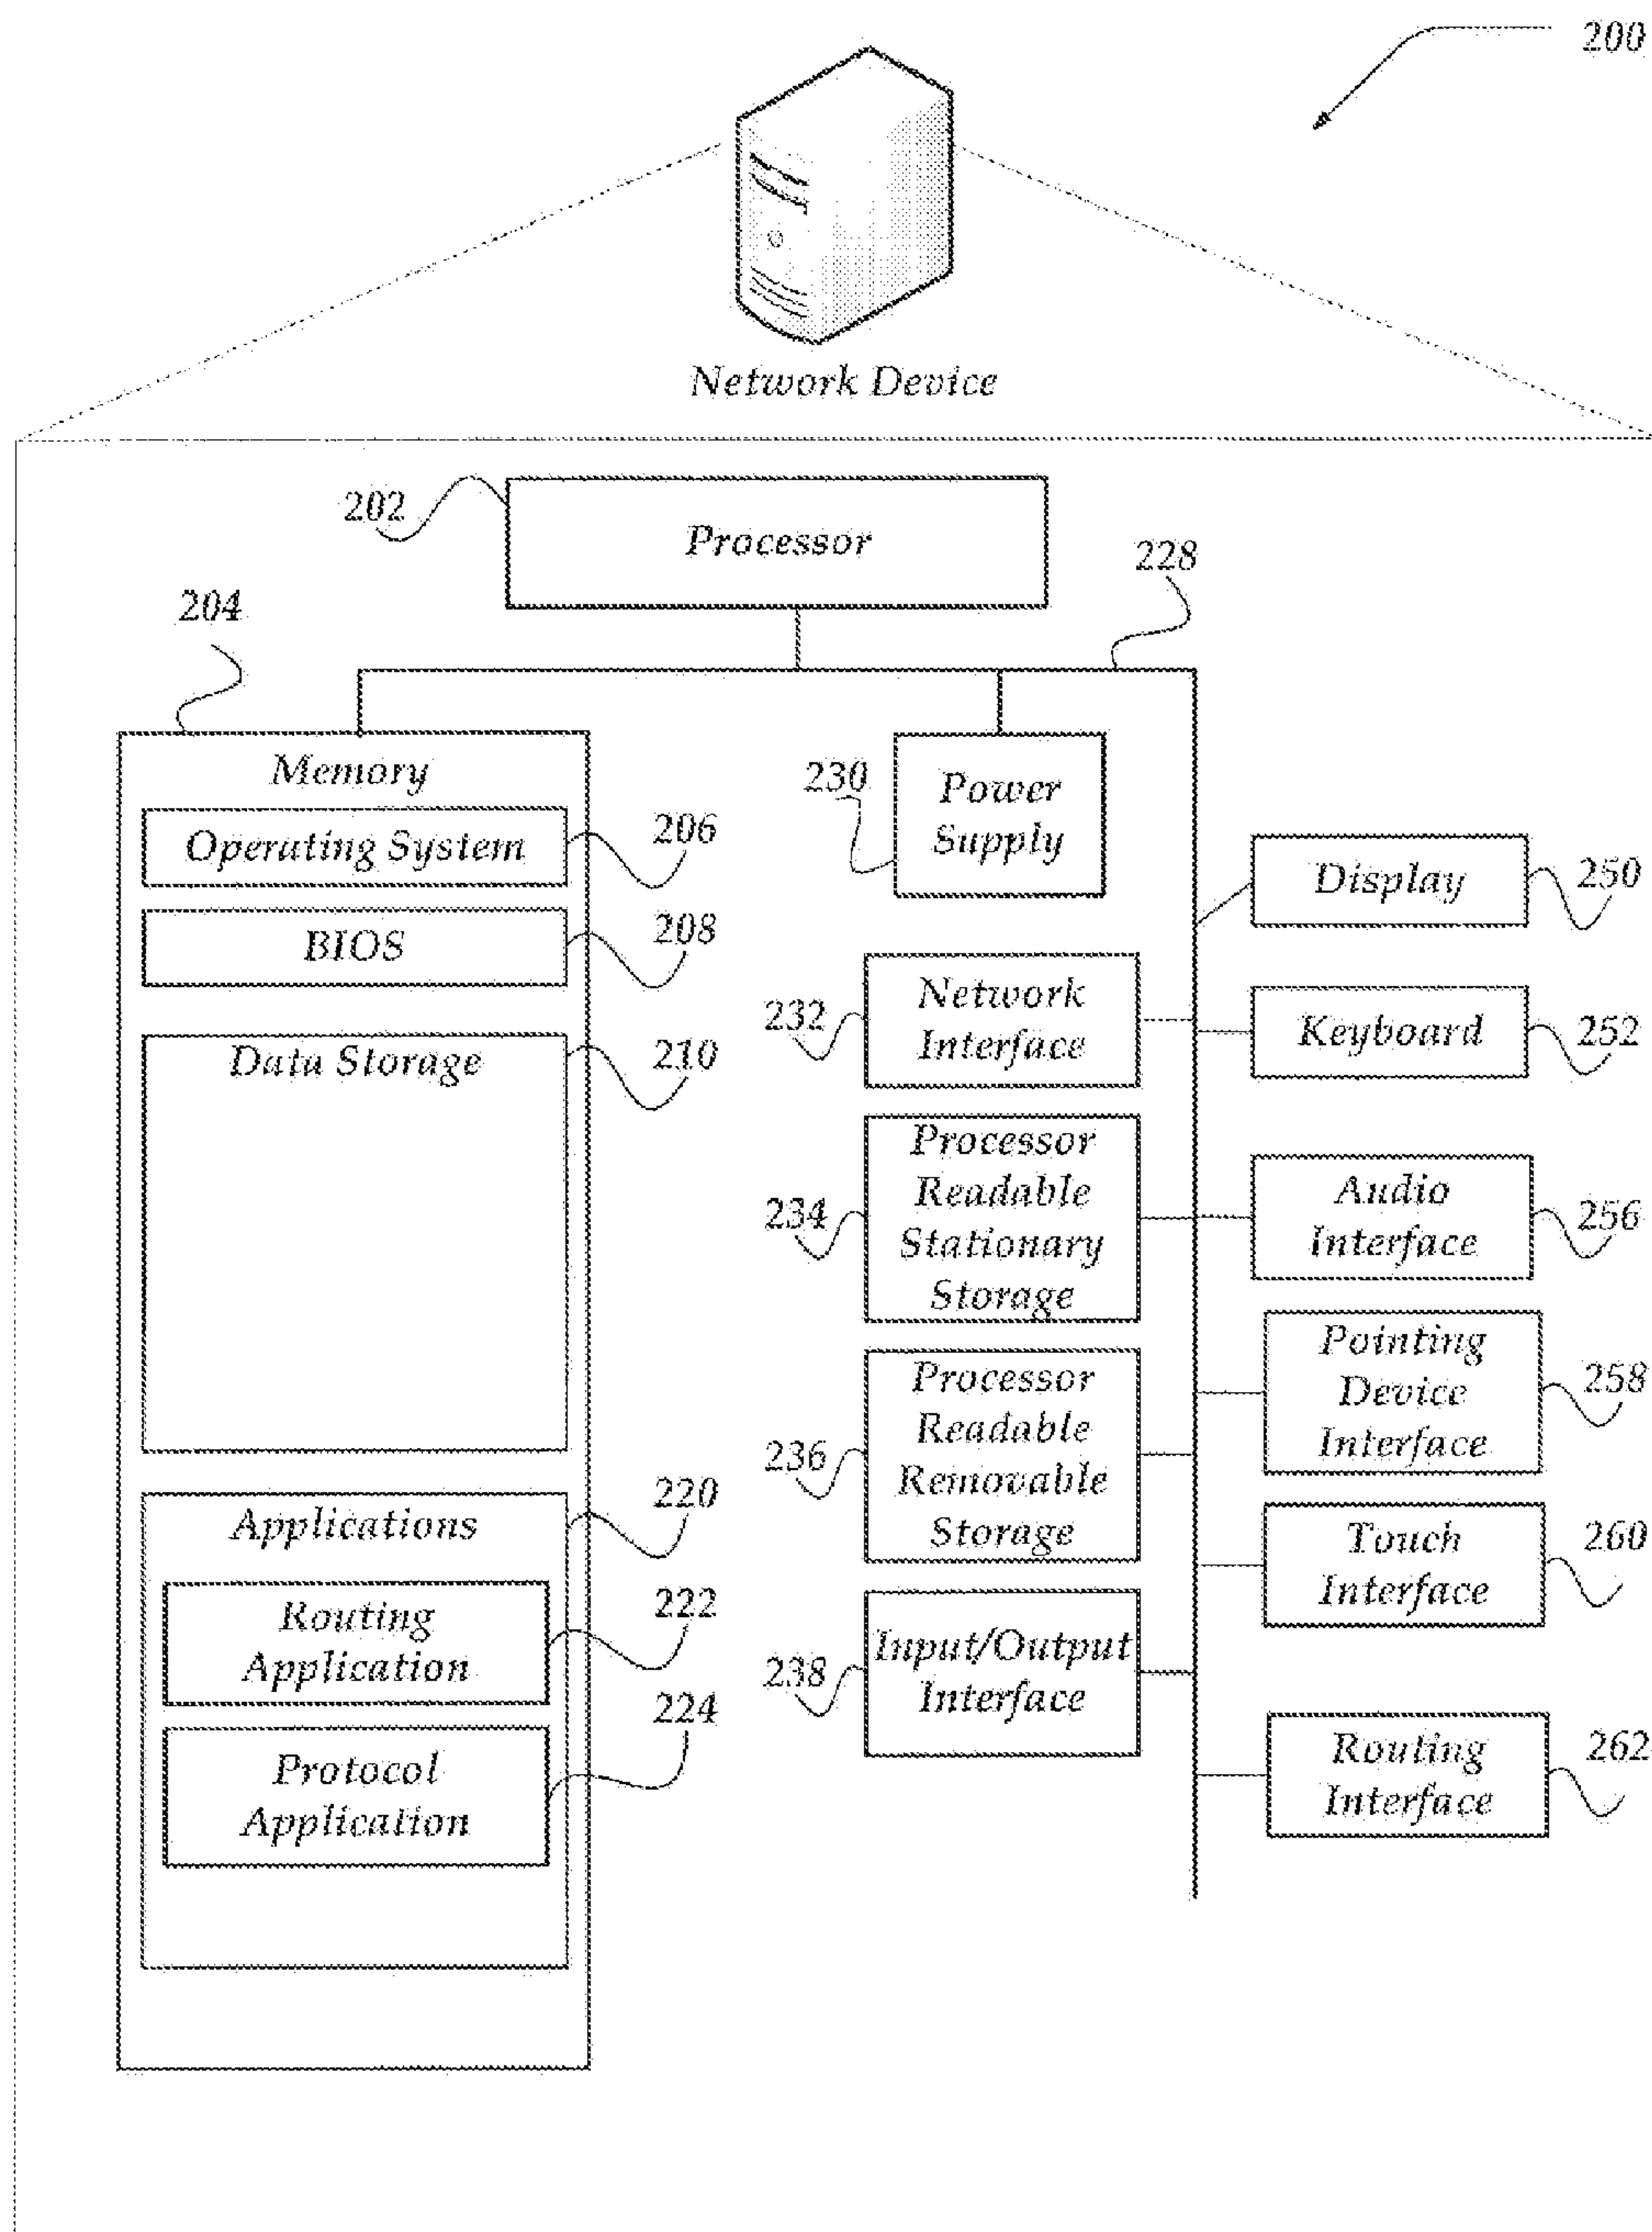 200
Network Device
202
Processor
228
204
Memory
Operating System
206
BIOS
208
Data Storage
210
Applications
220
Routing
Application
222
Protocol
Application
224
230
Power
Supply
232
Network
Interface
234
Processor
Readable
Stationary
Storage
236
Processor
Readable
Removable
Storage
238
Input/Output
Interface
Display
250
Keyboard
252
Audio
Interface
256
Pointing
Device
Interface
258
Touch
Interface
260
Routing
Interface
262